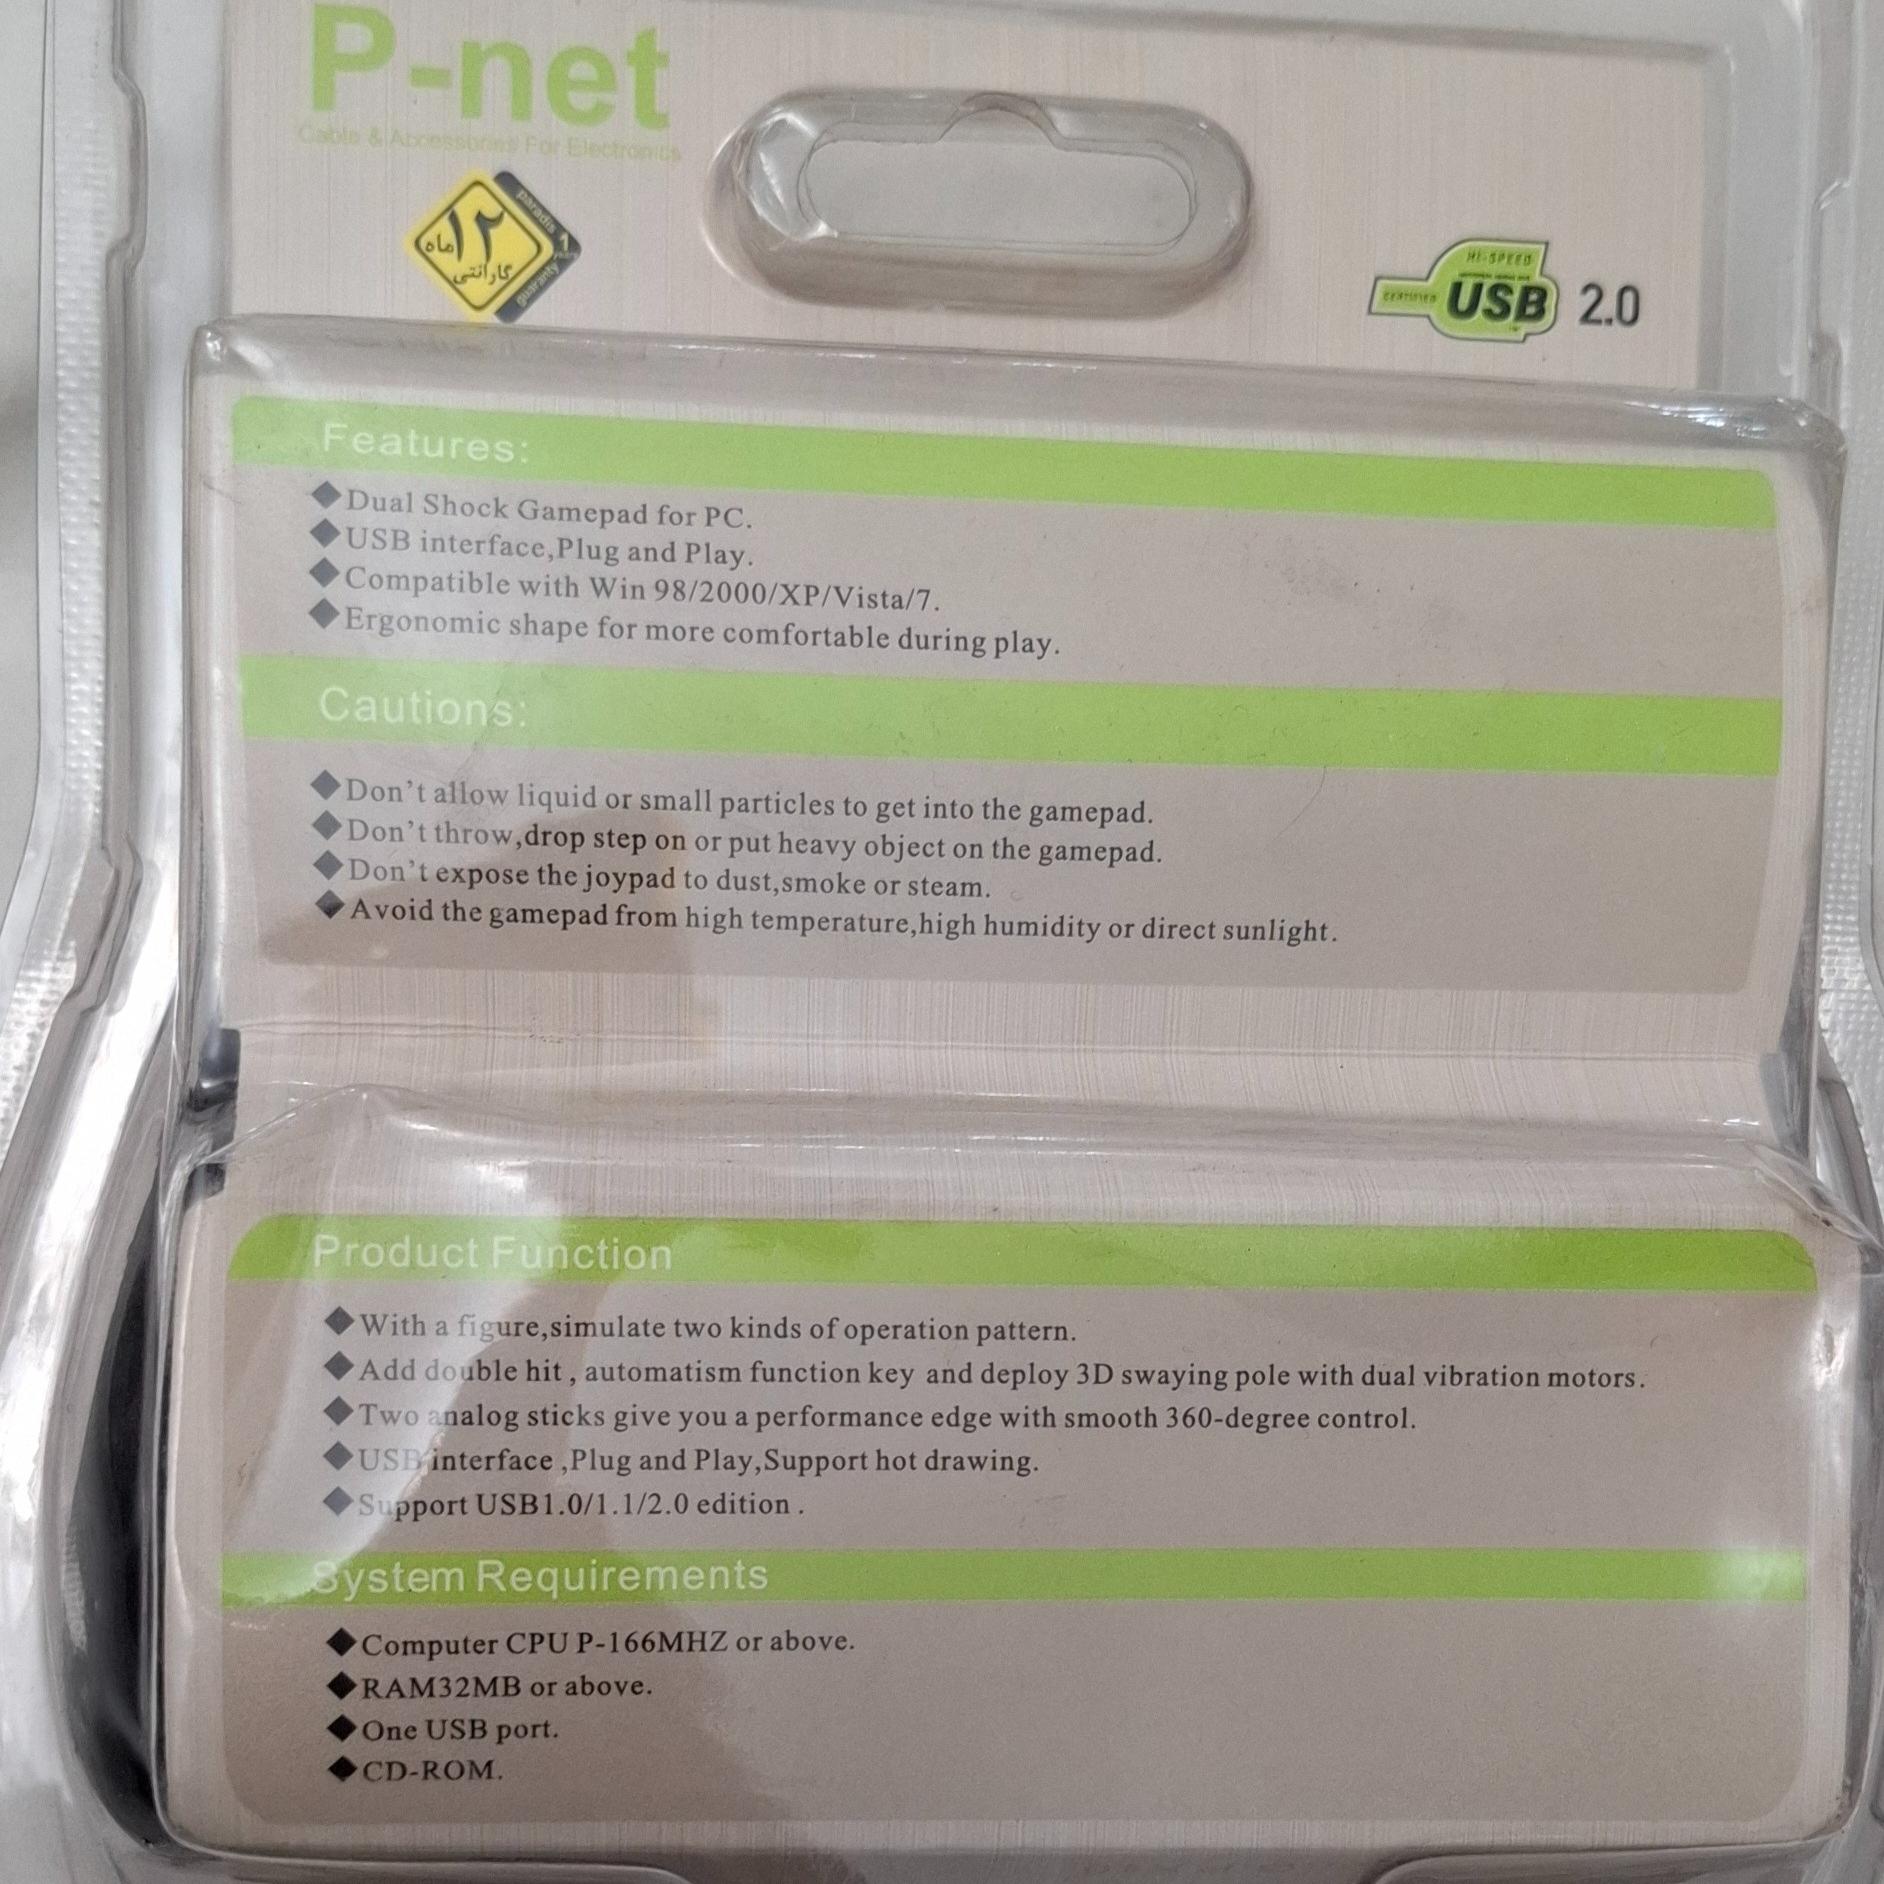 P-net
Cable & Accessories For Electronics
۱۲ ماه
گارانتی
paradis
1
years
guaranty
HI-SPEED
CERTIFIED
USB 2.0
Features:
◆Dual Shock Gamepad for PC.
◆USB interface,Plug and Play.
◆Compatible with Win 98/2000/XP/Vista/7.
◆Ergonomic shape for more comfortable during play.
Cautions:
◆Don't allow liquid or small particles to get into the gamepad.
◆Don't throw,drop step on or put heavy object on the gamepad.
◆Don't expose the joypad to dust,smoke or steam.
◆Avoid the gamepad from high temperature,high humidity or direct sunlight.
Product Function
◆With a figure,simulate two kinds of operation pattern.
◆Add double hit , automatism function key and deploy 3D swaying pole with dual vibration motors.
◆Two analog sticks give you a performance edge with smooth 360-degree control.
◆USB interface ,Plug and Play,Support hot drawing.
◆Support USB1.0/1.1/2.0 edition .
System Requirements
◆Computer CPU P-166MHZ or above.
◆RAM32MB or above.
◆One USB port.
◆CD-ROM.